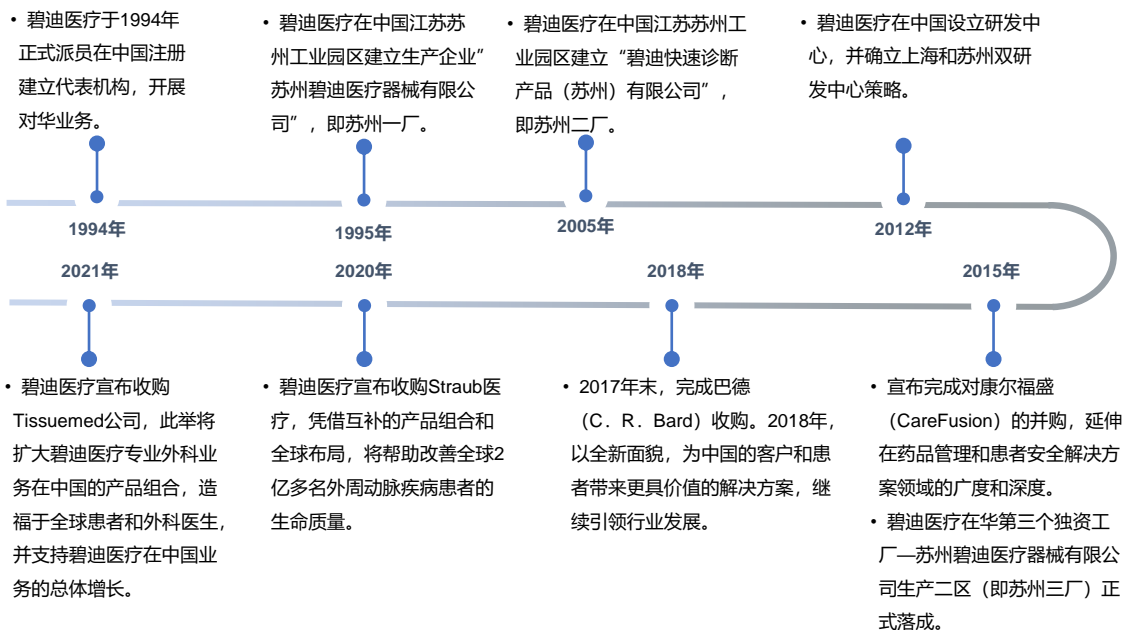 • 碧迪医疗于1994年
正式派员在中国注册
建立代表机构，开展
对华业务。
• 碧迪医疗在中国江苏苏
州工业园区建立生产企业”
苏州碧迪医疗器械有限公
司”，即苏州一厂。
• 碧迪医疗在中国江苏苏州工
业园区建立“碧迪快速诊断
产品（苏州）有限公司”，
即苏州二厂。
• 碧迪医疗在中国设立研发中
心，并确立上海和苏州双研
发中心策略。
1994年
1995年
2005年
2012年
2021年
2020年
2018年
2015年
• 碧迪医疗宣布收购
Tissuemed公司，此举将
扩大碧迪医疗专业外科业
务在中国的产品组合，造
福于全球患者和外科医生，
并支持碧迪医疗在中国业
务的总体增长。
• 碧迪医疗宣布收购Straub医
疗，凭借互补的产品组合和
全球布局，将帮助改善全球2
亿多名外周动脉疾病患者的
生命质量。
• 2017年末，完成巴德
（C．R．Bard）收购。2018年，
以全新面貌，为中国的客户和患
者带来更具价值的解决方案，继
续引领行业发展。
• 宣布完成对康尔福盛
（CareFusion）的并购，延伸
在药品管理和患者安全解决方
案领域的广度和深度。
• 碧迪医疗在华第三个独资工
厂—苏州碧迪医疗器械有限公
司生产二区（即苏州三厂）正
式落成。